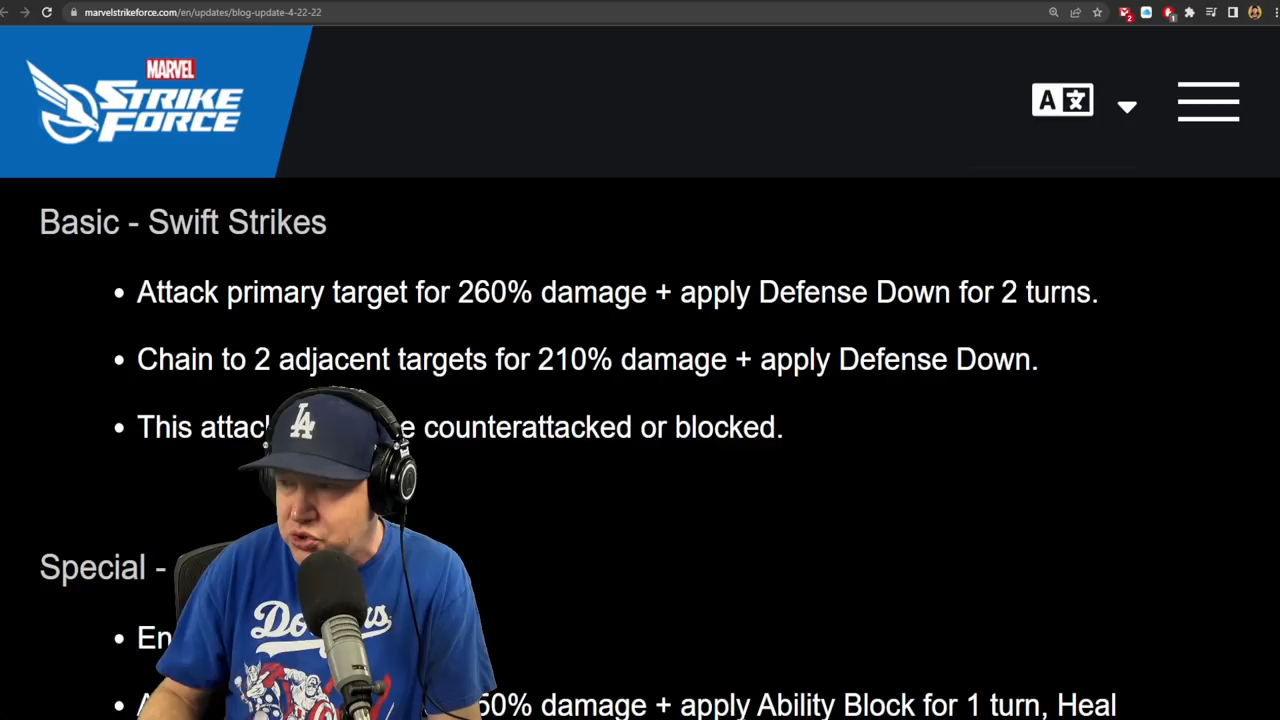 marvelstrikeforce.com/en/updates/blog-update-4-22-22
MARVEL
STRIKE
FORCE
A 文
Basic - Swift Strikes
• Attack primary target for 260% damage + apply Defense Down for 2 turns.
• Chain to 2 adjacent targets for 210% damage + apply Defense Down.
• This attac e counterattacked or blocked.
LA
Special -
• En
60% damage + apply Ability Block for 1 turn, Heal